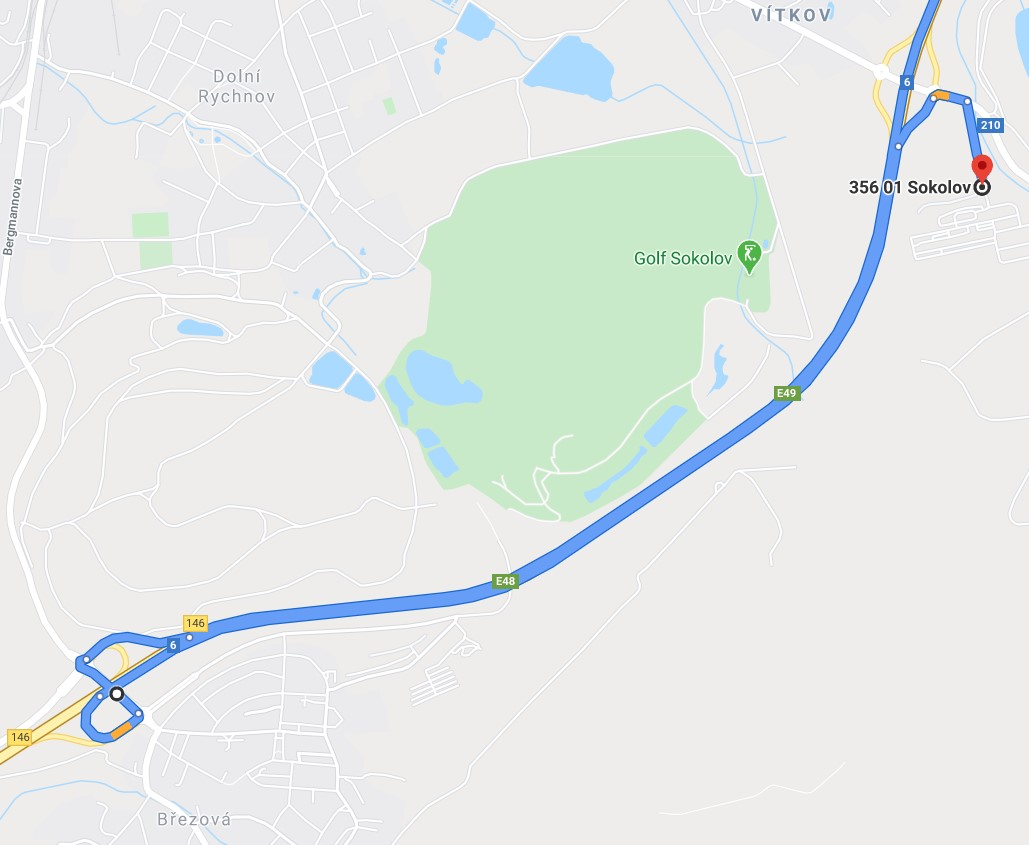 VÍTKOV
Dolní
Rychnov
6
210
356 01 Sokolov
Bergmannova
Golf Sokolov
E49
E48
146
6
146
Březová